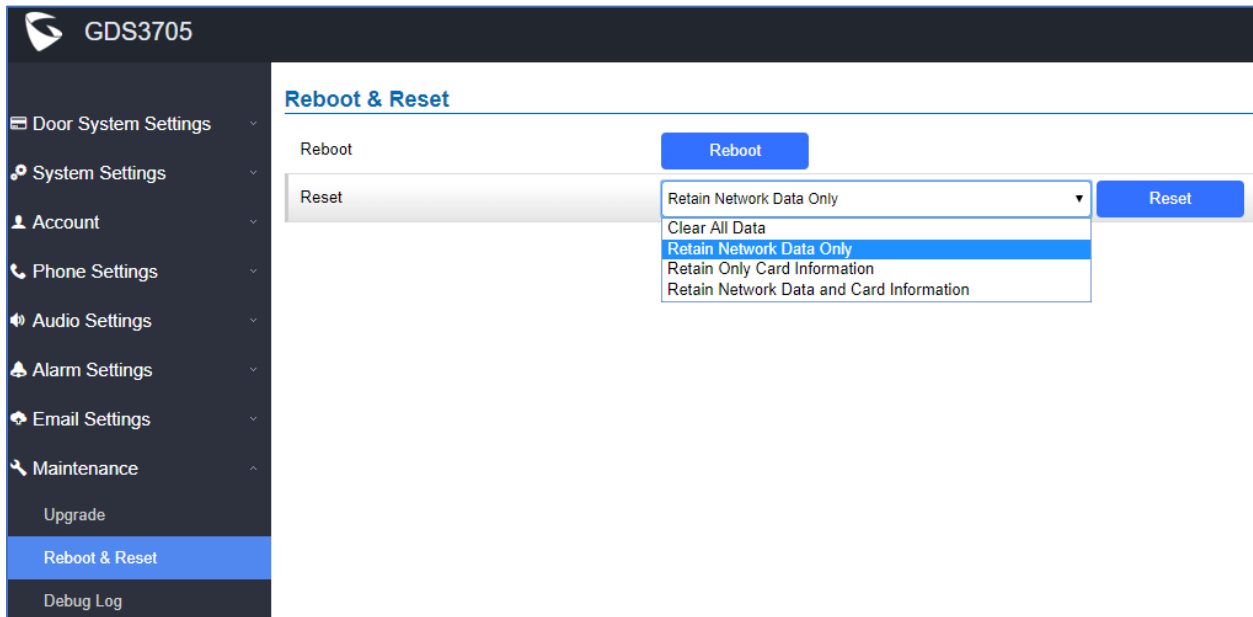 GDS3705
Door System Settings
System Settings
Account
Phone Settings
Audio Settings
Alarm Settings
Email Settings
Maintenance
Upgrade
Reboot & Reset
Debug Log
Reboot & Reset
Reboot
Reboot
Reset
Retain Network Data Only
Reset
Clear All Data
Retain Network Data Only
Retain Only Card Information
Retain Network Data and Card Information